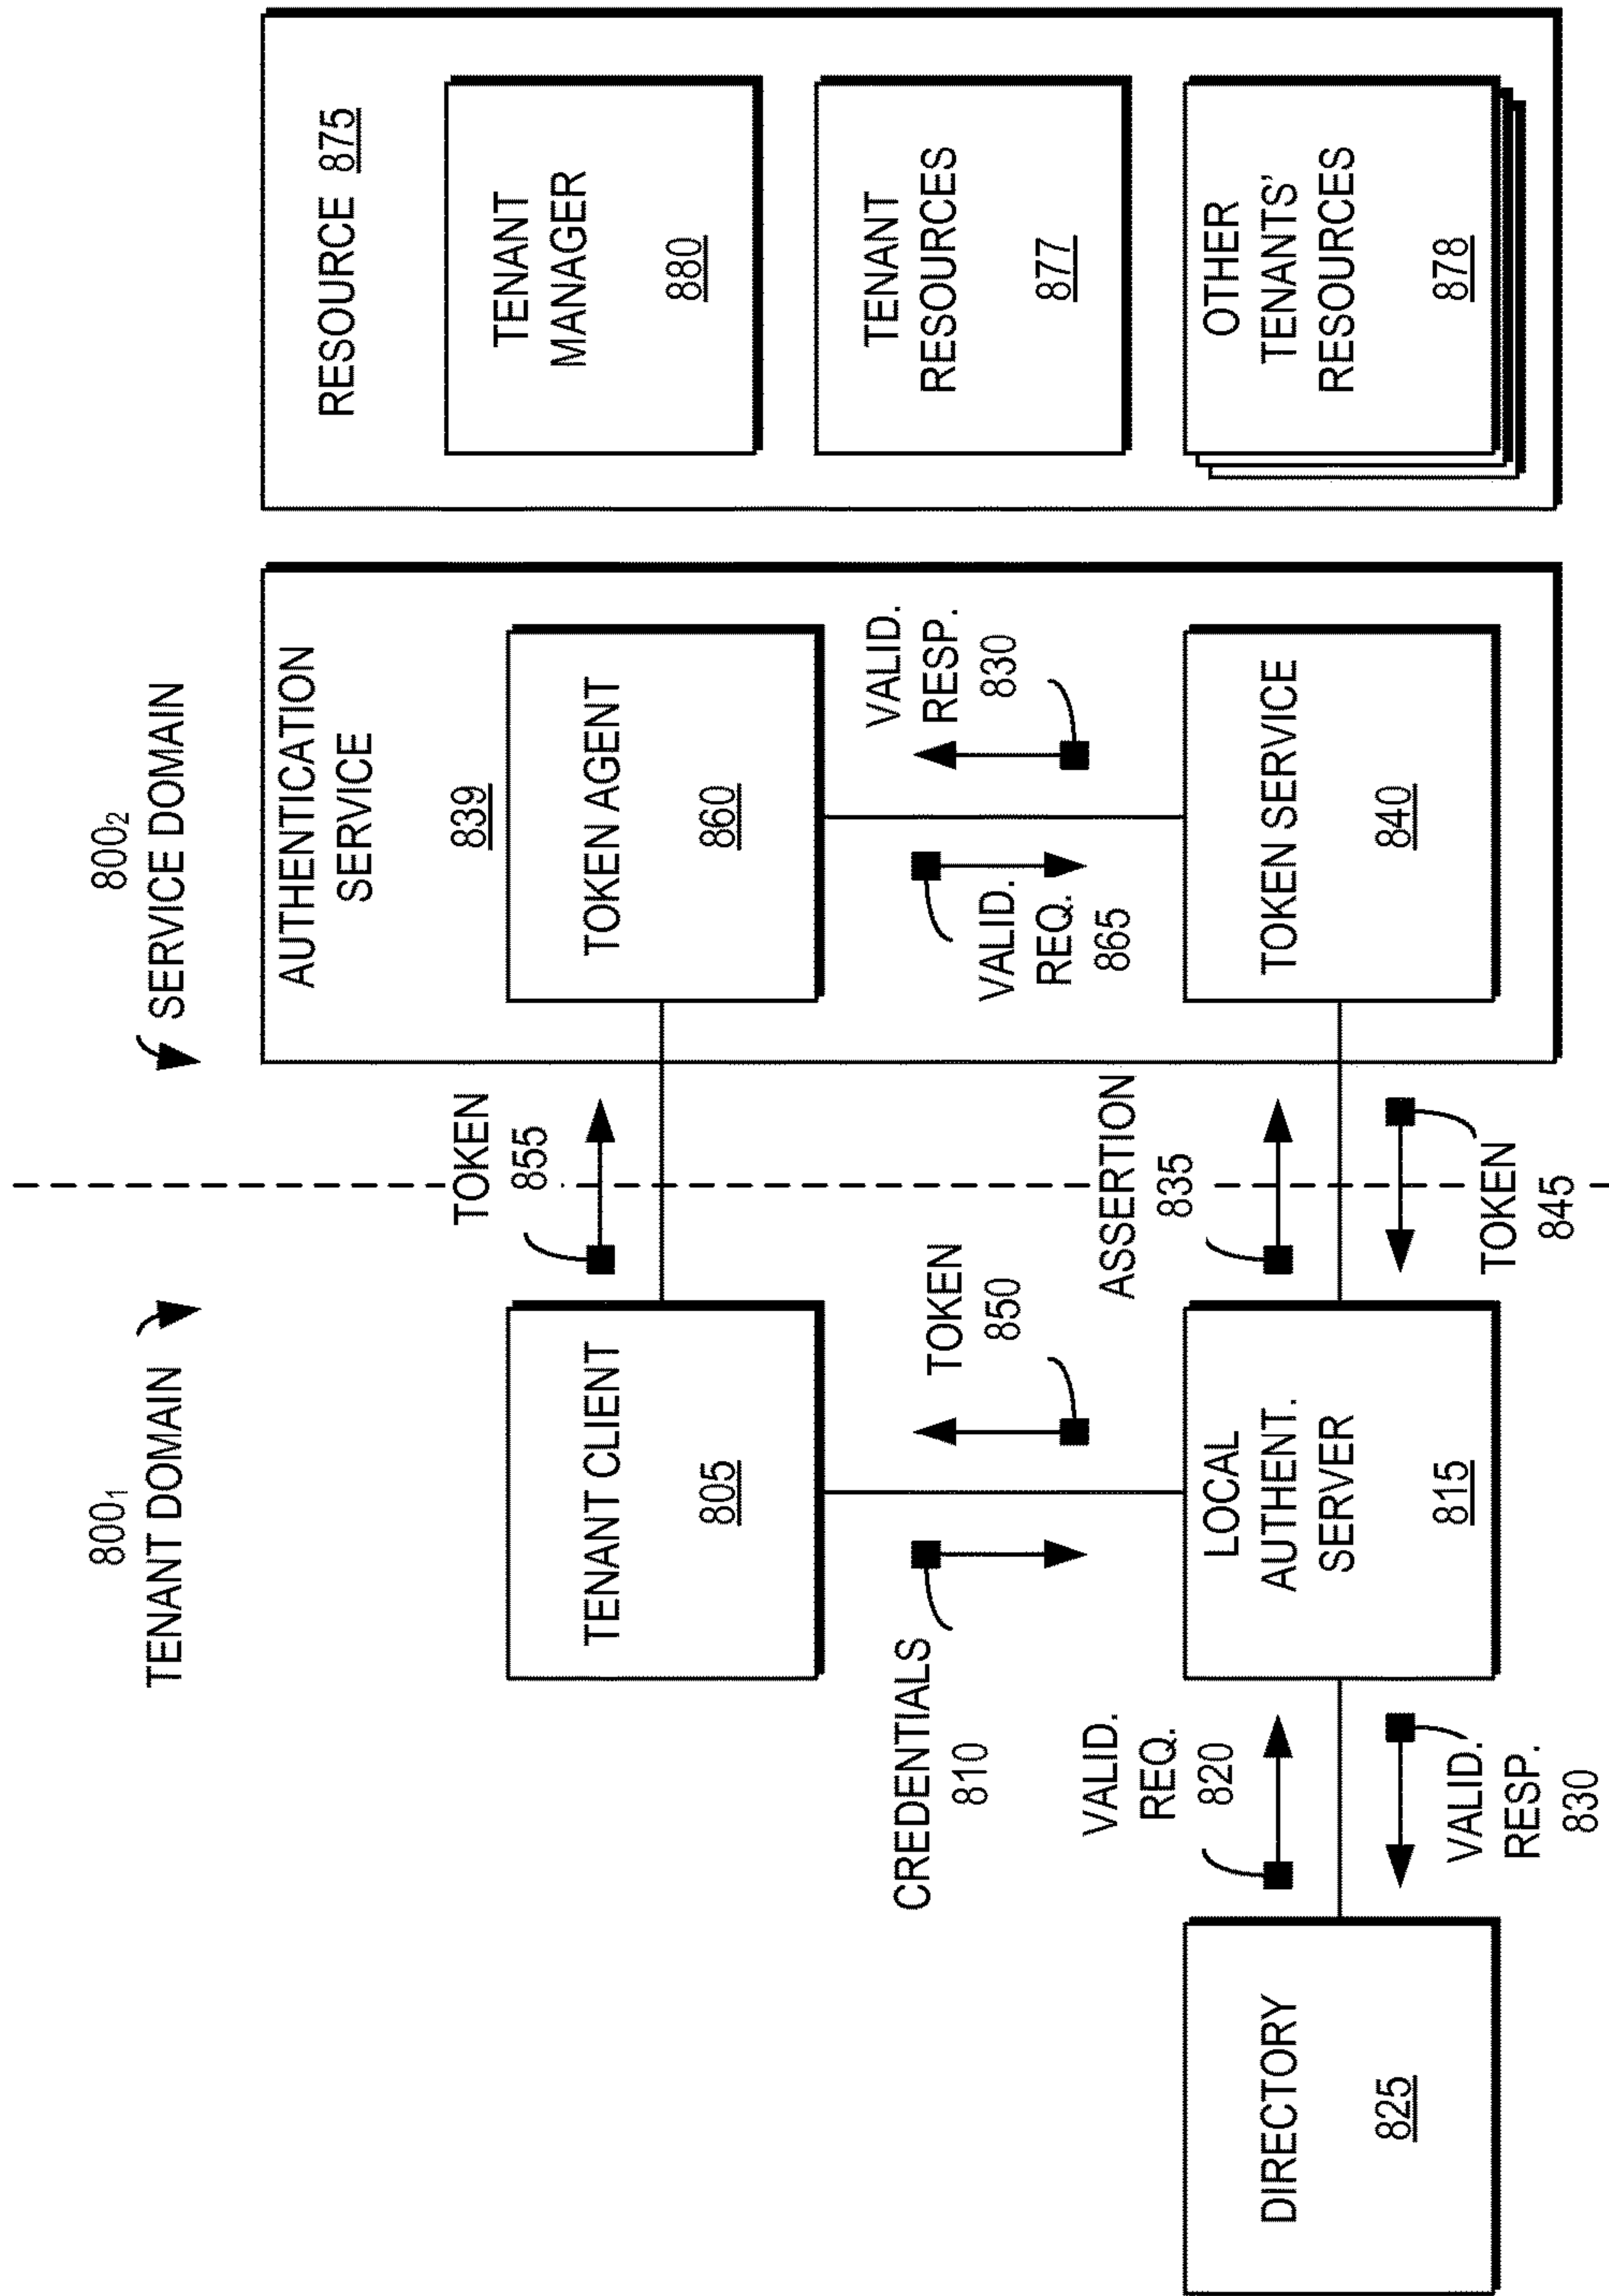 800₁
TENANT DOMAIN
800₂
SERVICE DOMAIN
TENANT CLIENT
805
TOKEN
855
AUTHENTICATION
SERVICE
839
TOKEN AGENT
860
RESOURCE 875
TENANT
MANAGER
880
CREDENTIALS
810
TOKEN
850
VALID.
REQ.
865
VALID.
RESP.
830
TENANT
RESOURCES
877
DIRECTORY
825
VALID.
REQ.
820
VALID.
RESP.
830
LOCAL
AUTHENT.
SERVER
815
ASSERTION
835
TOKEN
845
TOKEN SERVICE
840
OTHER
TENANTS'
RESOURCES
878